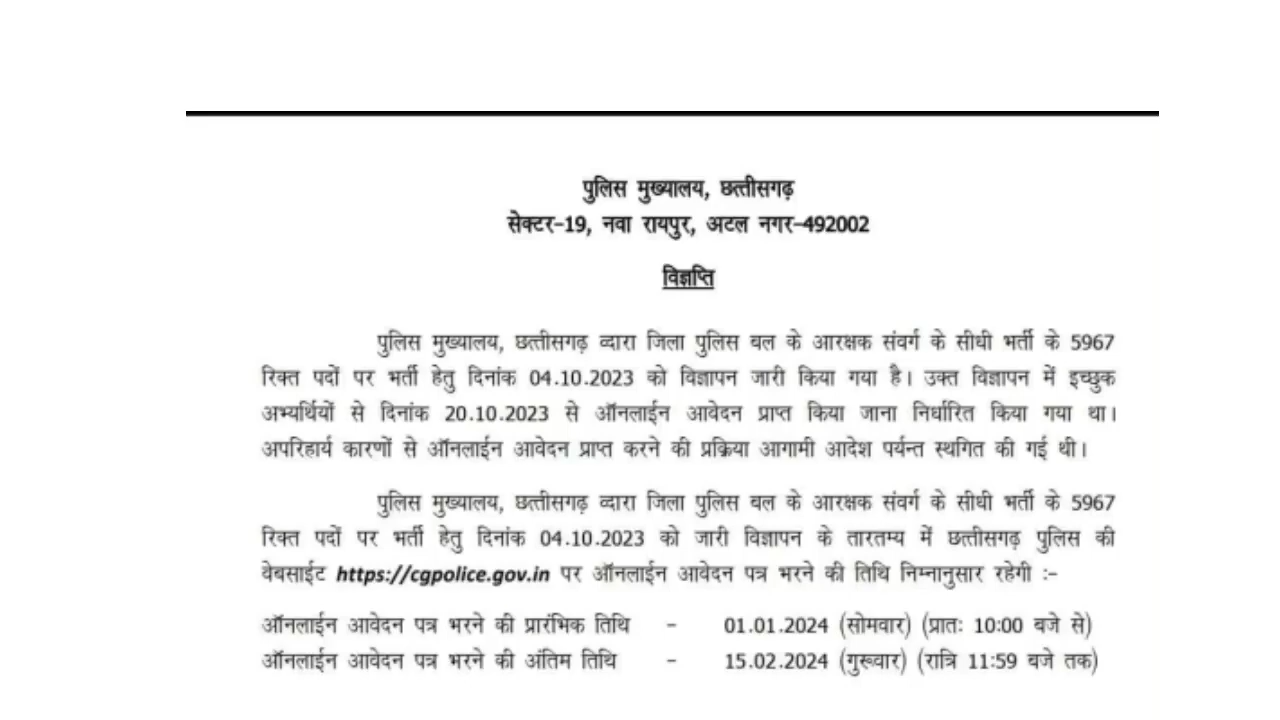 पुलिस मुख्यालय, छत्तीसगढ़
सेक्टर-19, नवा रायपुर, अटल नगर-492002
विज्ञप्ति
पुलिस मुख्यालय, छत्तीसगढ़ व्दारा जिला पुलिस बल के आरक्षक संवर्ग के सीधी भर्ती के 5967
रिक्त पदों पर भर्ती हेतु दिनांक 04.10.2023 को विज्ञापन जारी किया गया है। उक्त विज्ञापन में इच्छुक
अभ्यर्थियों से दिनांक 20.10.2023 से ऑनलाईन आवेदन प्राप्त किया जाना निर्धारित किया गया था।
अपरिहार्य कारणों से ऑनलाईन आवेदन प्राप्त करने की प्रक्रिया आगामी आदेश पर्यन्त स्थगित की गई थी।
पुलिस मुख्यालय, छत्तीसगढ़ व्दारा जिला पुलिस बल के आरक्षक संवर्ग के सीधी भर्ती के 5967
रिक्त पदों पर भर्ती हेतु दिनांक 04.10.2023 को जारी विज्ञापन के तारतम्य में छत्तीसगढ़ पुलिस की
वेबसाईट https://cgpolice.gov.in पर ऑनलाईन आवेदन पत्र भरने की तिथि निम्नानुसार रहेगी :-
ऑनलाईन आवेदन पत्र भरने की प्रारंभिक तिथि - 01.01.2024 (सोमवार) (प्रातः 10:00 बजे से)
ऑनलाईन आवेदन पत्र भरने की अंतिम तिथि - 15.02.2024 (गुरूवार) (रात्रि 11:59 बजे तक)